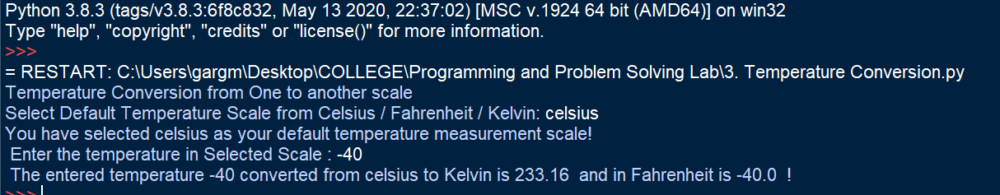 Python 3.8.3 (tags/v3.8.3:6f8c832, May 13 2020, 22:37:02) [MSC v.1924 64 bit (AMD64)] on win32
Type "help", "copyright", "credits" or "license()" for more information.
>>>
= RESTART: C:\Users\gargm\Desktop\COLLEGE\Programming and Problem Solving Lab\3. Temperature Conversion.py
Temperature Conversion from One to another scale
Select Default Temperature Scale from Celsius / Fahrenheit / Kelvin: celsius
You have selected celsius as your default temperature measurement scale!
 Enter the temperature in Selected Scale : -40
 The entered temperature -40 converted from celsius to Kelvin is 233.16  and in Fahrenheit is -40.0  !
>>>